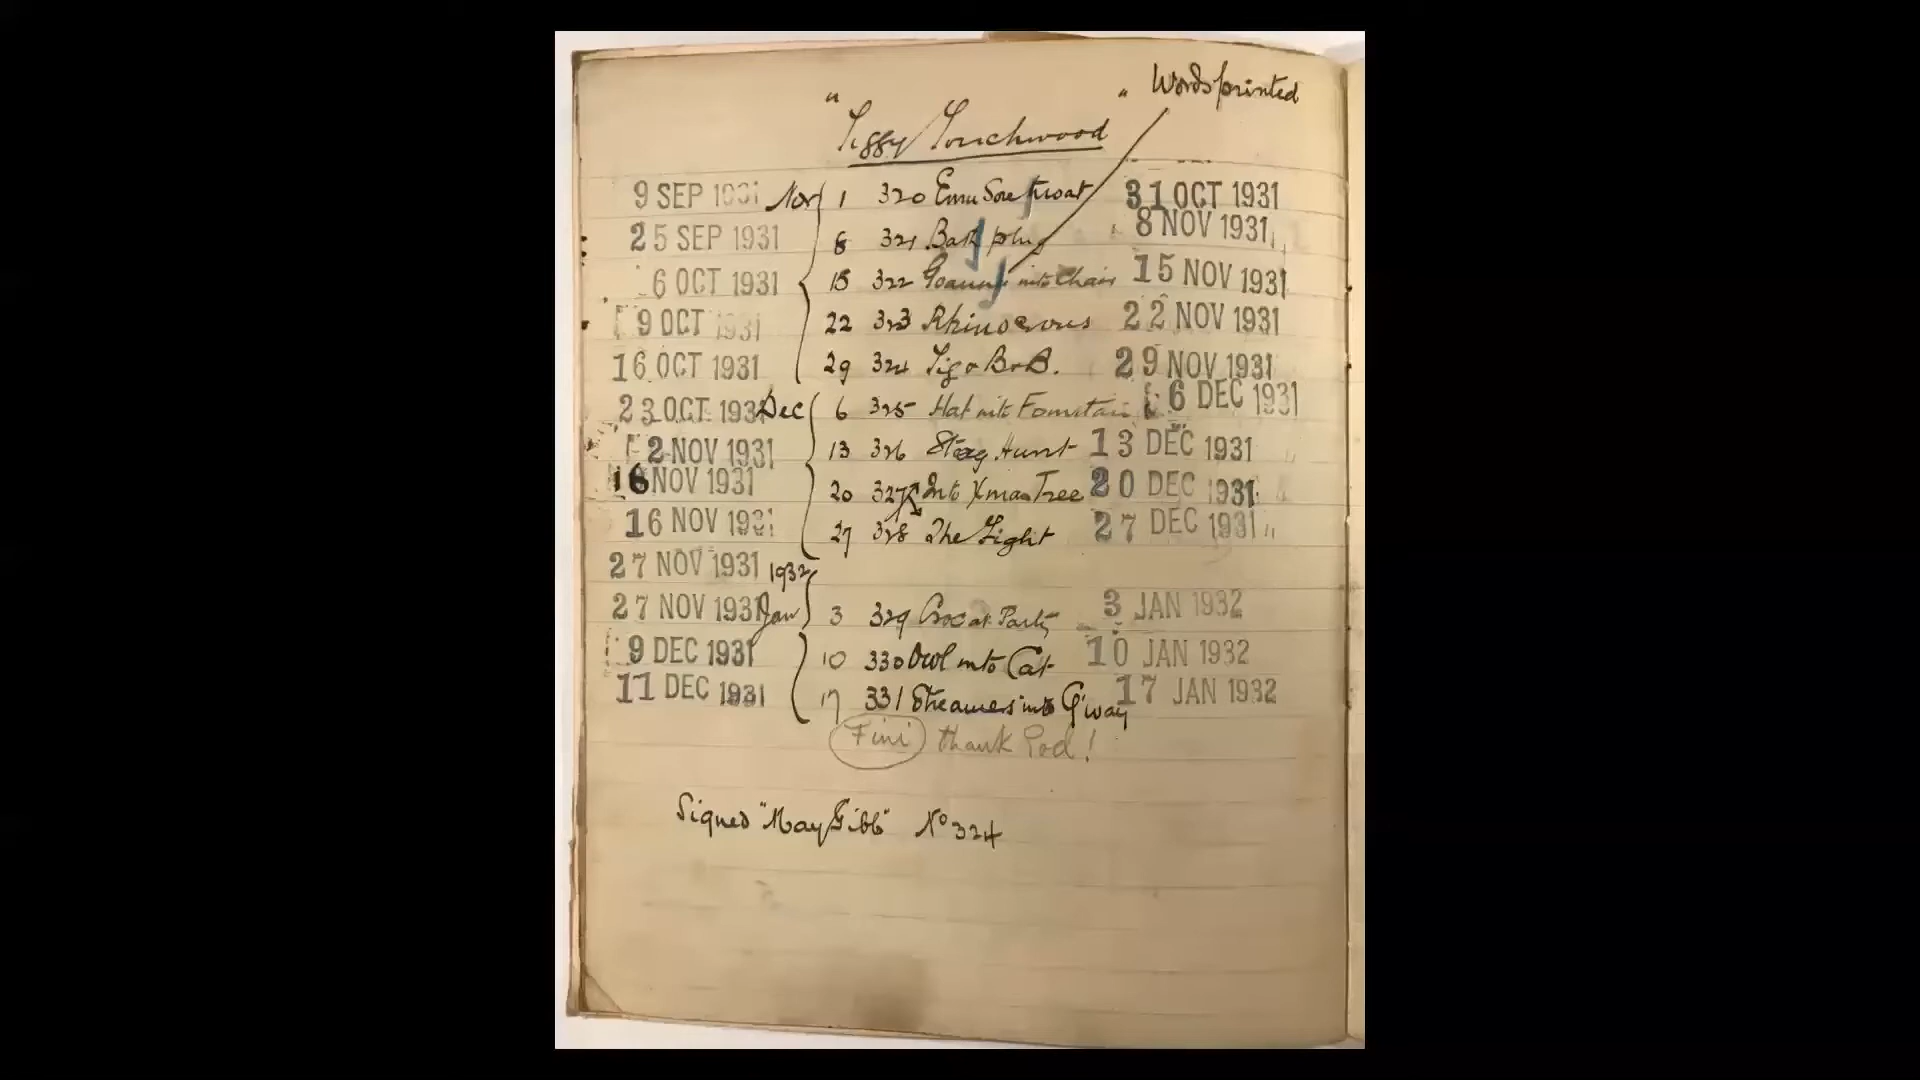 Words printed
"Tiggy Touchwood"
9 SEP 1931 Nov 1 320 Emu Sore throat 31 OCT 1931
25 SEP 1931 8 321 Bath plug 8 NOV 1931
6 OCT 1931 15 322 Goanna into Chair 15 NOV 1931
9 OCT 1931 22 323 Rhinocerous 22 NOV 1931
16 OCT 1931 29 324 Tig & B & B. 29 NOV 1931
23 OCT 1931 Dec 6 325 Hat into Fountain 6 DEC 1931
2 NOV 1931 13 326 Stag Hunt 13 DEC 1931
16 NOV 1931 20 327 Into Xmas Tree 20 DEC 1931
16 NOV 1931 27 328 The Fight 27 DEC 1931
27 NOV 1931 1932
27 NOV 1931 Jan 3 329 Croc at Party 3 JAN 1932
9 DEC 1931 10 330 Owl into Cat 10 JAN 1932
11 DEC 1931 17 331 Streamers into G'way 17 JAN 1932
Fini thank God!
Signed "May Gibb" No 324